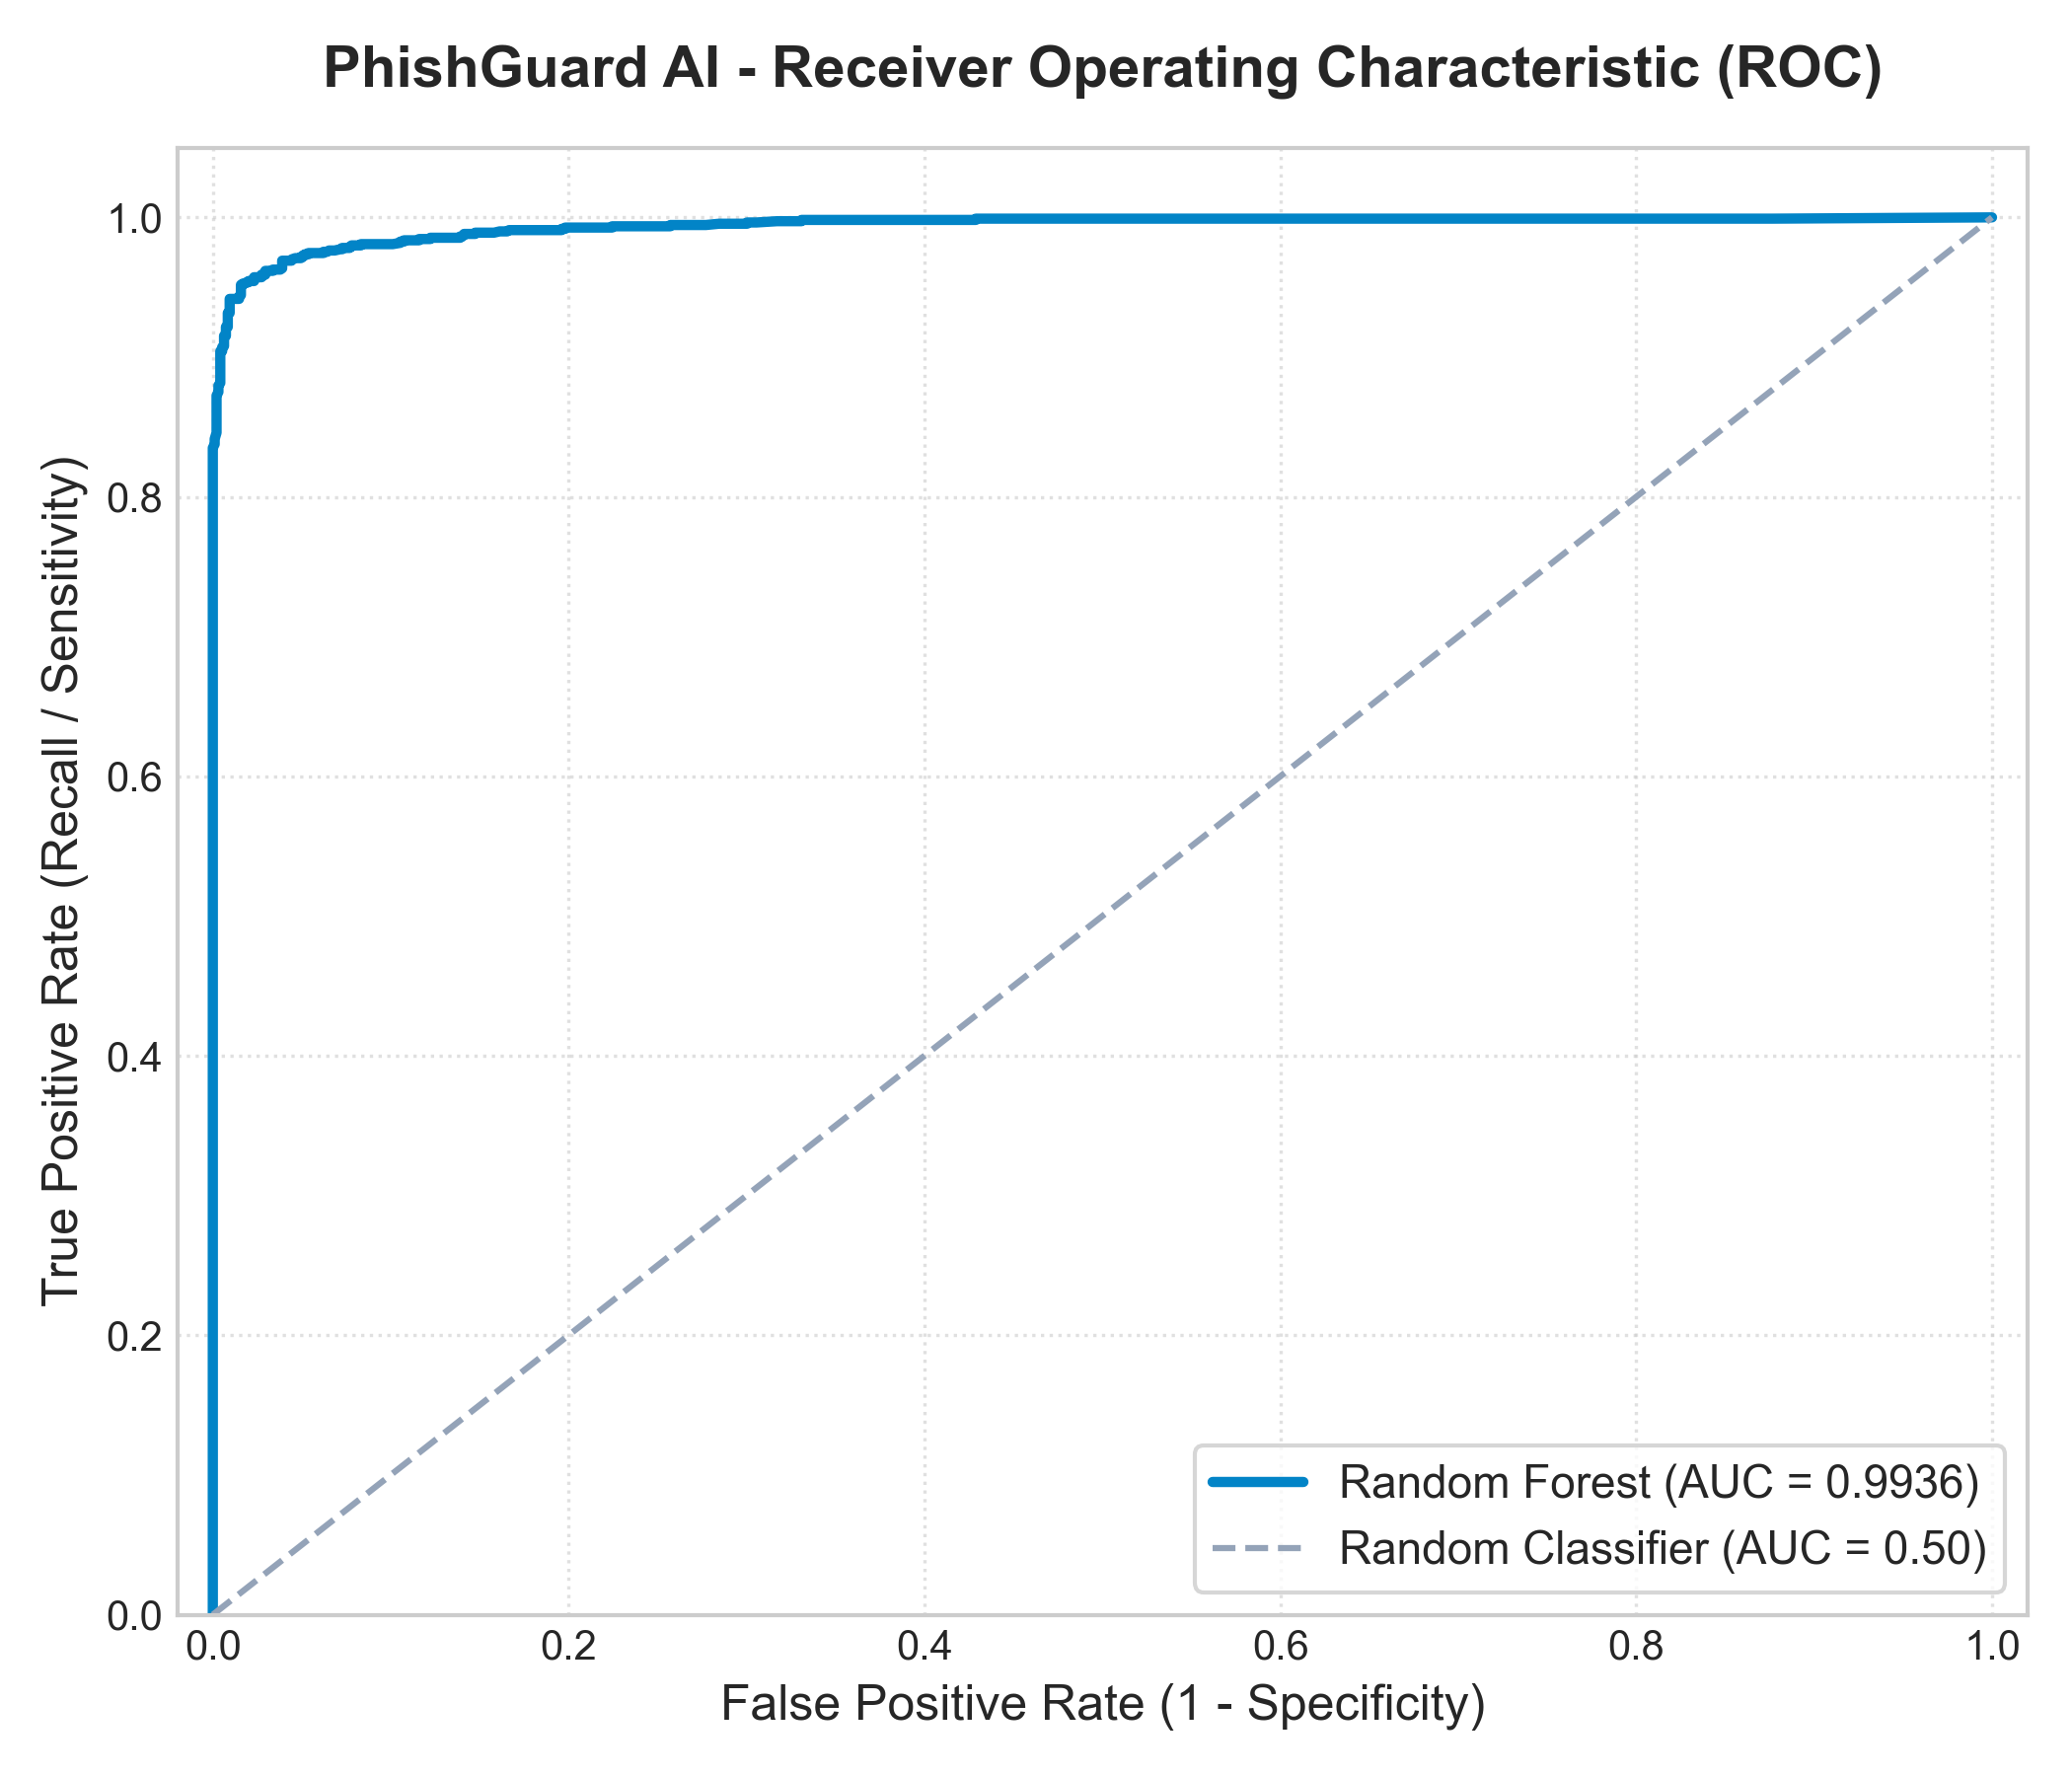 PhishGuard AI - Receiver Operating Characteristic (ROC)
True Positive Rate (Recall / Sensitivity)
1.0
0.8
0.6
0.4
0.2
0.0
0.0 0.2 0.4 0.6 0.8 1.0
False Positive Rate (1 - Specificity)
Random Forest (AUC = 0.9936)
Random Classifier (AUC = 0.50)